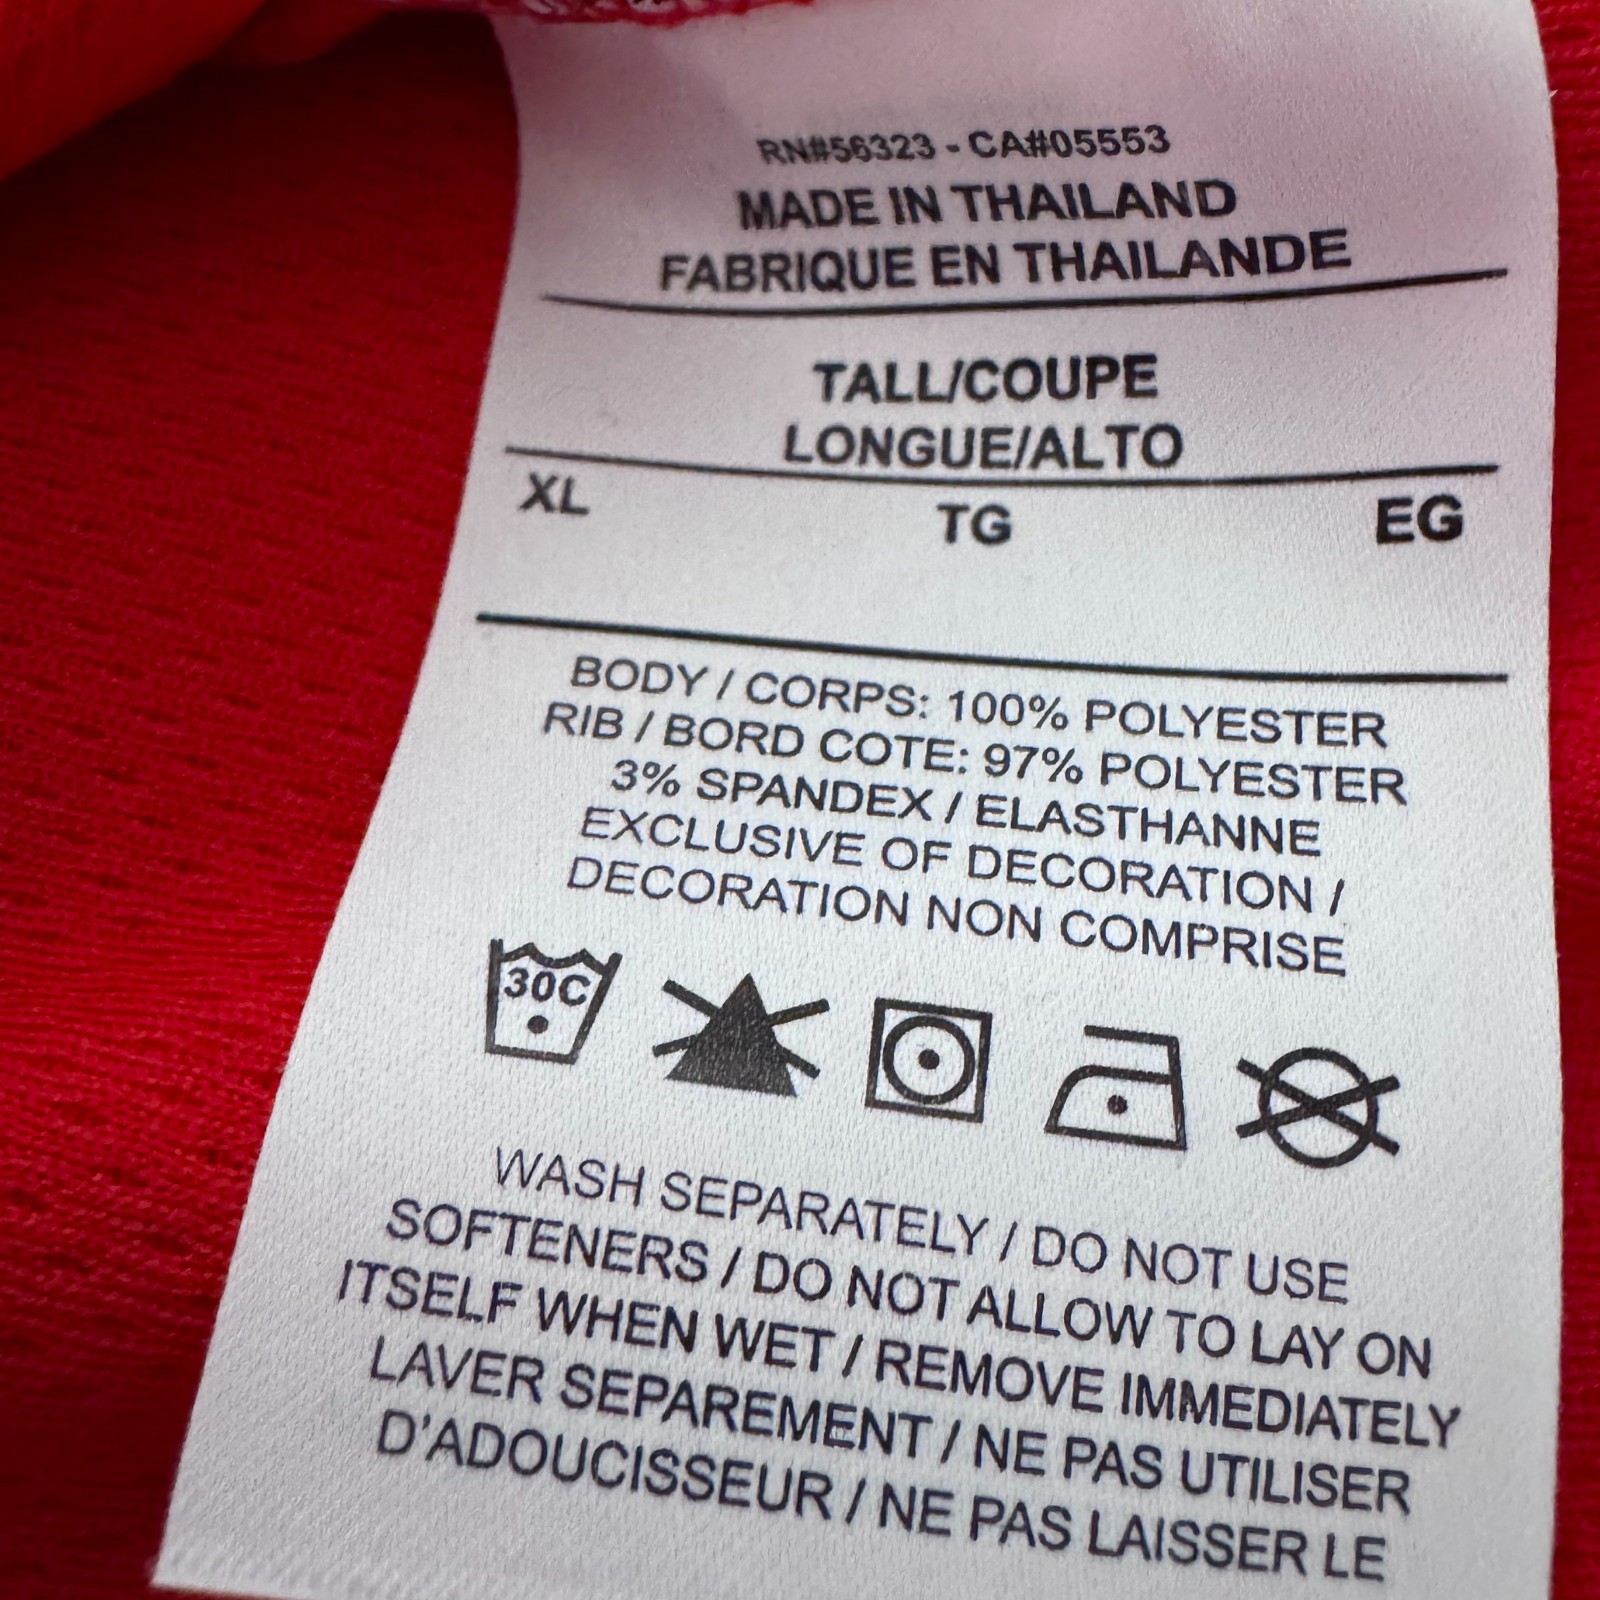 RN#56323 - CA#05553
MADE IN THAILAND
FABRIQUE EN THAILANDE
TALL/COUPE
LONGUE/ALTO
XL TG EG
BODY / CORPS: 100% POLYESTER
RIB / BORD COTE: 97% POLYESTER
3% SPANDEX / ELASTHANNE
EXCLUSIVE OF DECORATION /
DECORATION NON COMPRISE
30C
WASH SEPARATELY / DO NOT USE
SOFTENERS / DO NOT ALLOW TO LAY ON
ITSELF WHEN WET / REMOVE IMMEDIATELY
LAVER SEPAREMENT / NE PAS UTILISER
D'ADOUCISSEUR / NE PAS LAISSER LE